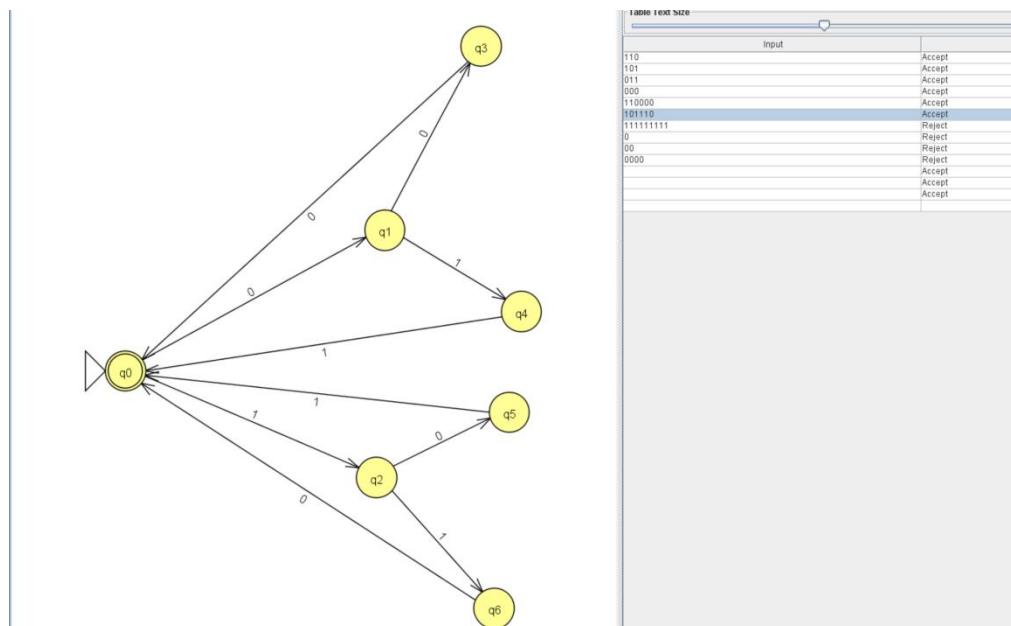 Table Text Size
Input
110 Accept
101 Accept
011 Accept
000 Accept
110000 Accept
101110 Accept
111111111 Reject
0 Reject
00 Reject
0000 Reject
Accept
Accept
Accept
q3
0
0
q1
0
1
q4
1
q0
1
q5
1
0
q2
0
1
q6